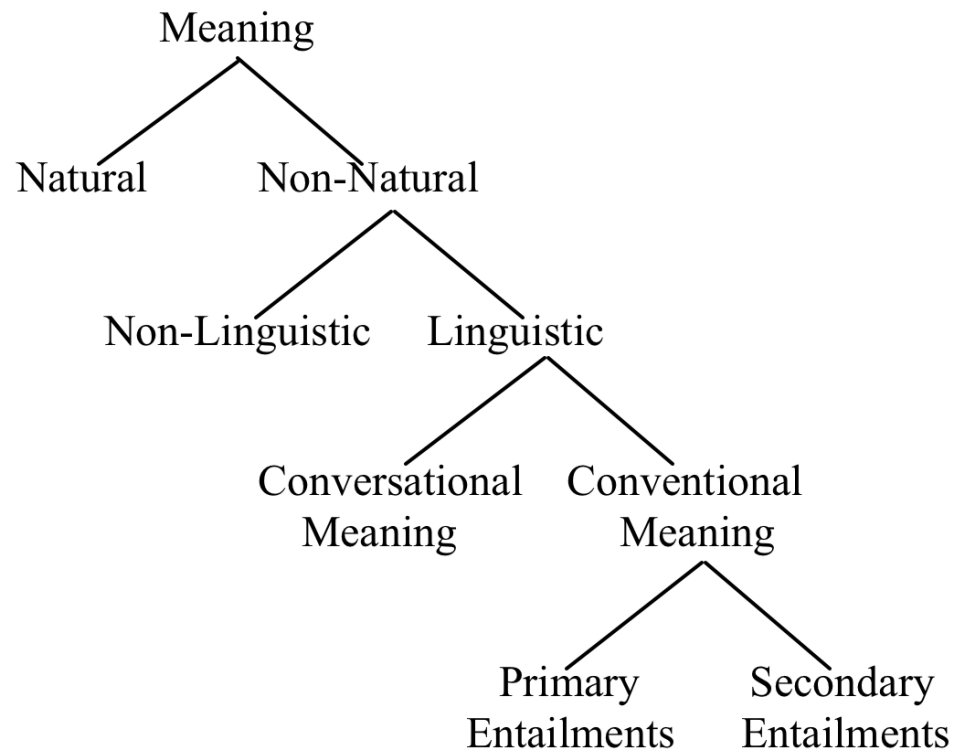 Meaning
Natural
Non-Natural
Non-Linguistic
Linguistic
Conversational
Meaning
Conventional
Meaning
Primary
Entailments
Secondary
Entailments